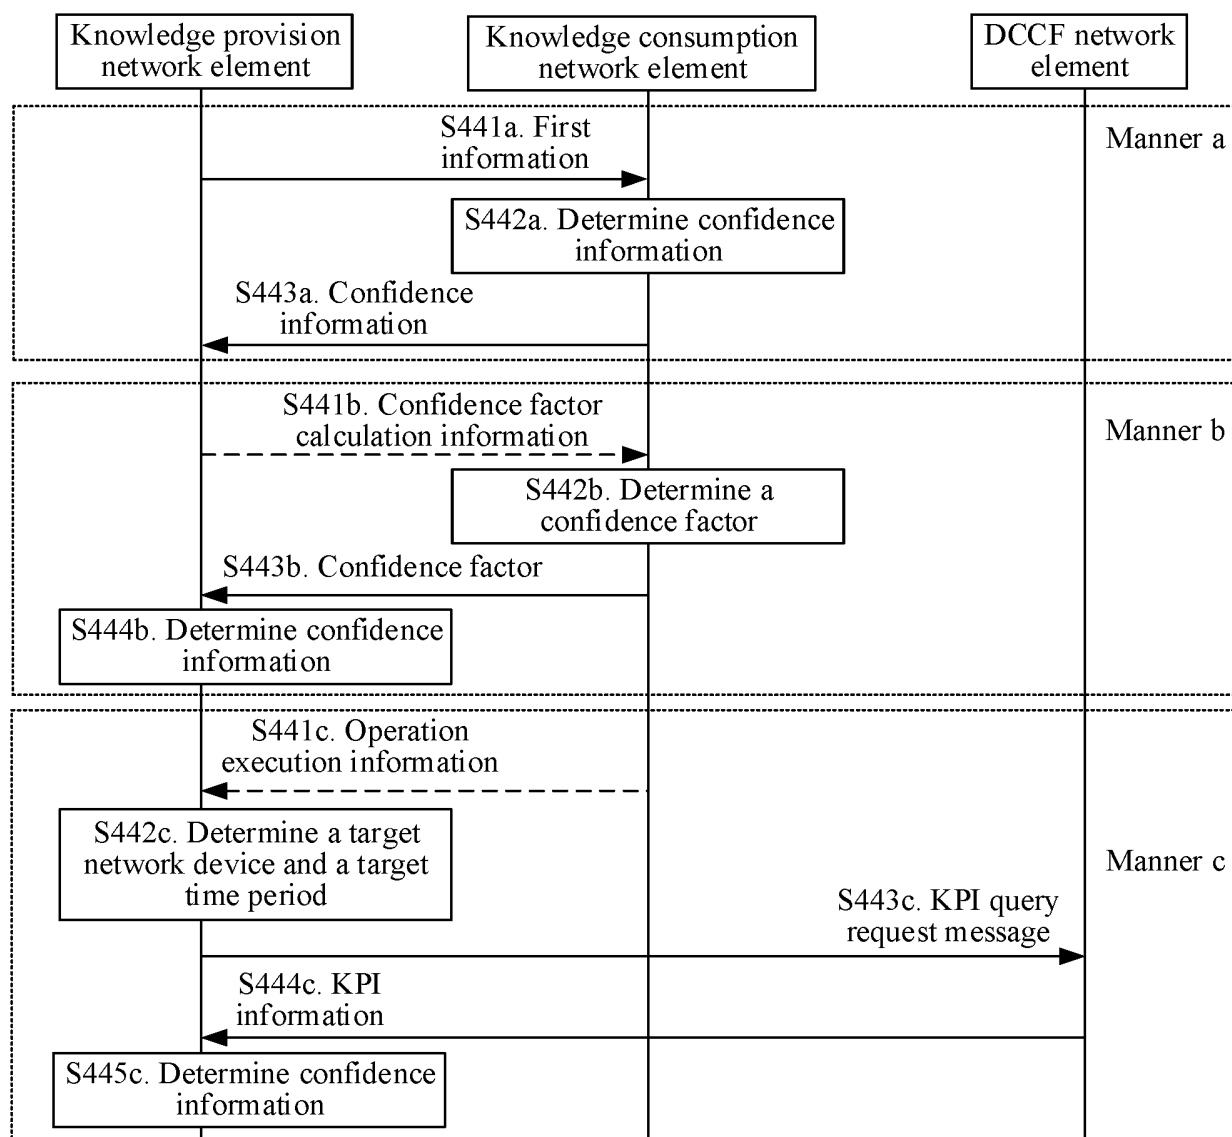 Knowledge provision
network element
Knowledge consumption
network element
DCCF network
element
Manner a
S441a. First
information
S442a. Determine confidence
information
S443a. Confidence
information
Manner b
S441b. Confidence factor
calculation information
S442b. Determine a
confidence factor
S443b. Confidence factor
S444b. Determine confidence
information
S441c. Operation
execution information
S442c. Determine a target
network device and a target
time period
Manner c
S443c. KPI query
request message
S444c. KPI
information
S445c. Determine confidence
information